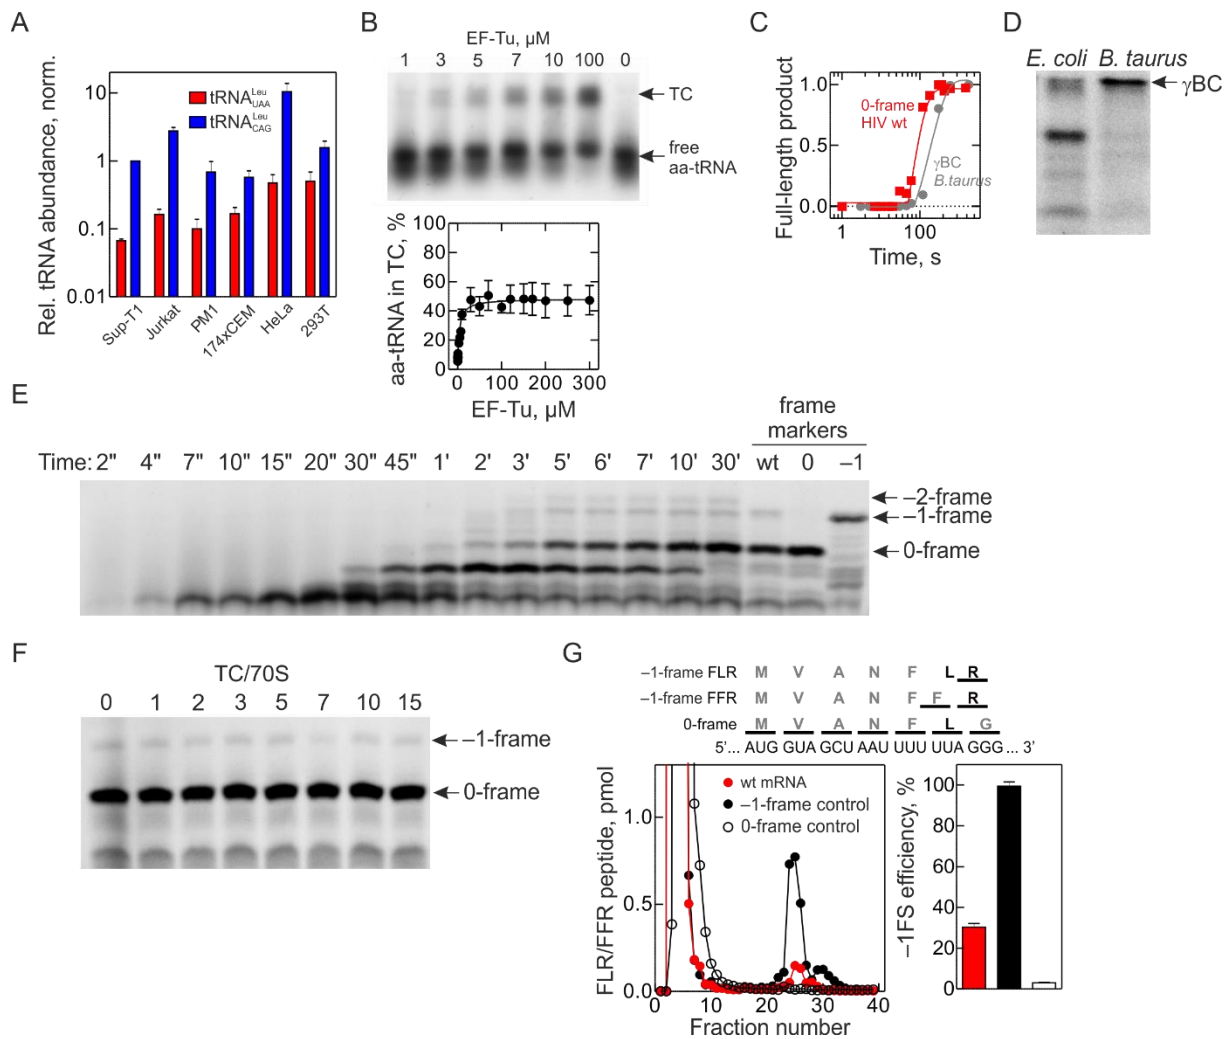 A
Rel. tRNA abundance, norm.
10
1
0.1
0.01
tRNA Leu UAA
tRNA Leu CAG
Sup-T1
Jurkat
PM1
174xCEM
HeLa
293T
B
EF-Tu, µM
1 3 5 7 10 100 0
TC
free
aa-tRNA
aa-tRNA in TC, %
100
80
60
40
20
0
0 100 200 300
EF-Tu, µM
C
Full-length product
1.0
0.5
0.0
0-frame
HIV wt
γBC
B.taurus
1 100
Time, s
D
E. coli B. taurus
γBC
E
frame
markers
Time: 2" 4" 7" 10" 15" 20" 30" 45" 1' 2' 3' 5' 6' 7' 10' 30' wt 0 –1
–2-frame
–1-frame
0-frame
F
TC/70S
0 1 2 3 5 7 10 15
–1-frame
0-frame
G
–1-frame FLR M V A N F L R
–1-frame FFR M V A N F F R
0-frame M V A N F L G
5'... AUG GUA GCU AAU UUU UUA GGG ... 3'
FLR/FFR peptide, pmol
1.0
0.5
0.0
wt mRNA
–1-frame control
0-frame control
0 10 20 30 40
Fraction number
–1FS efficiency, %
100
80
60
40
20
0